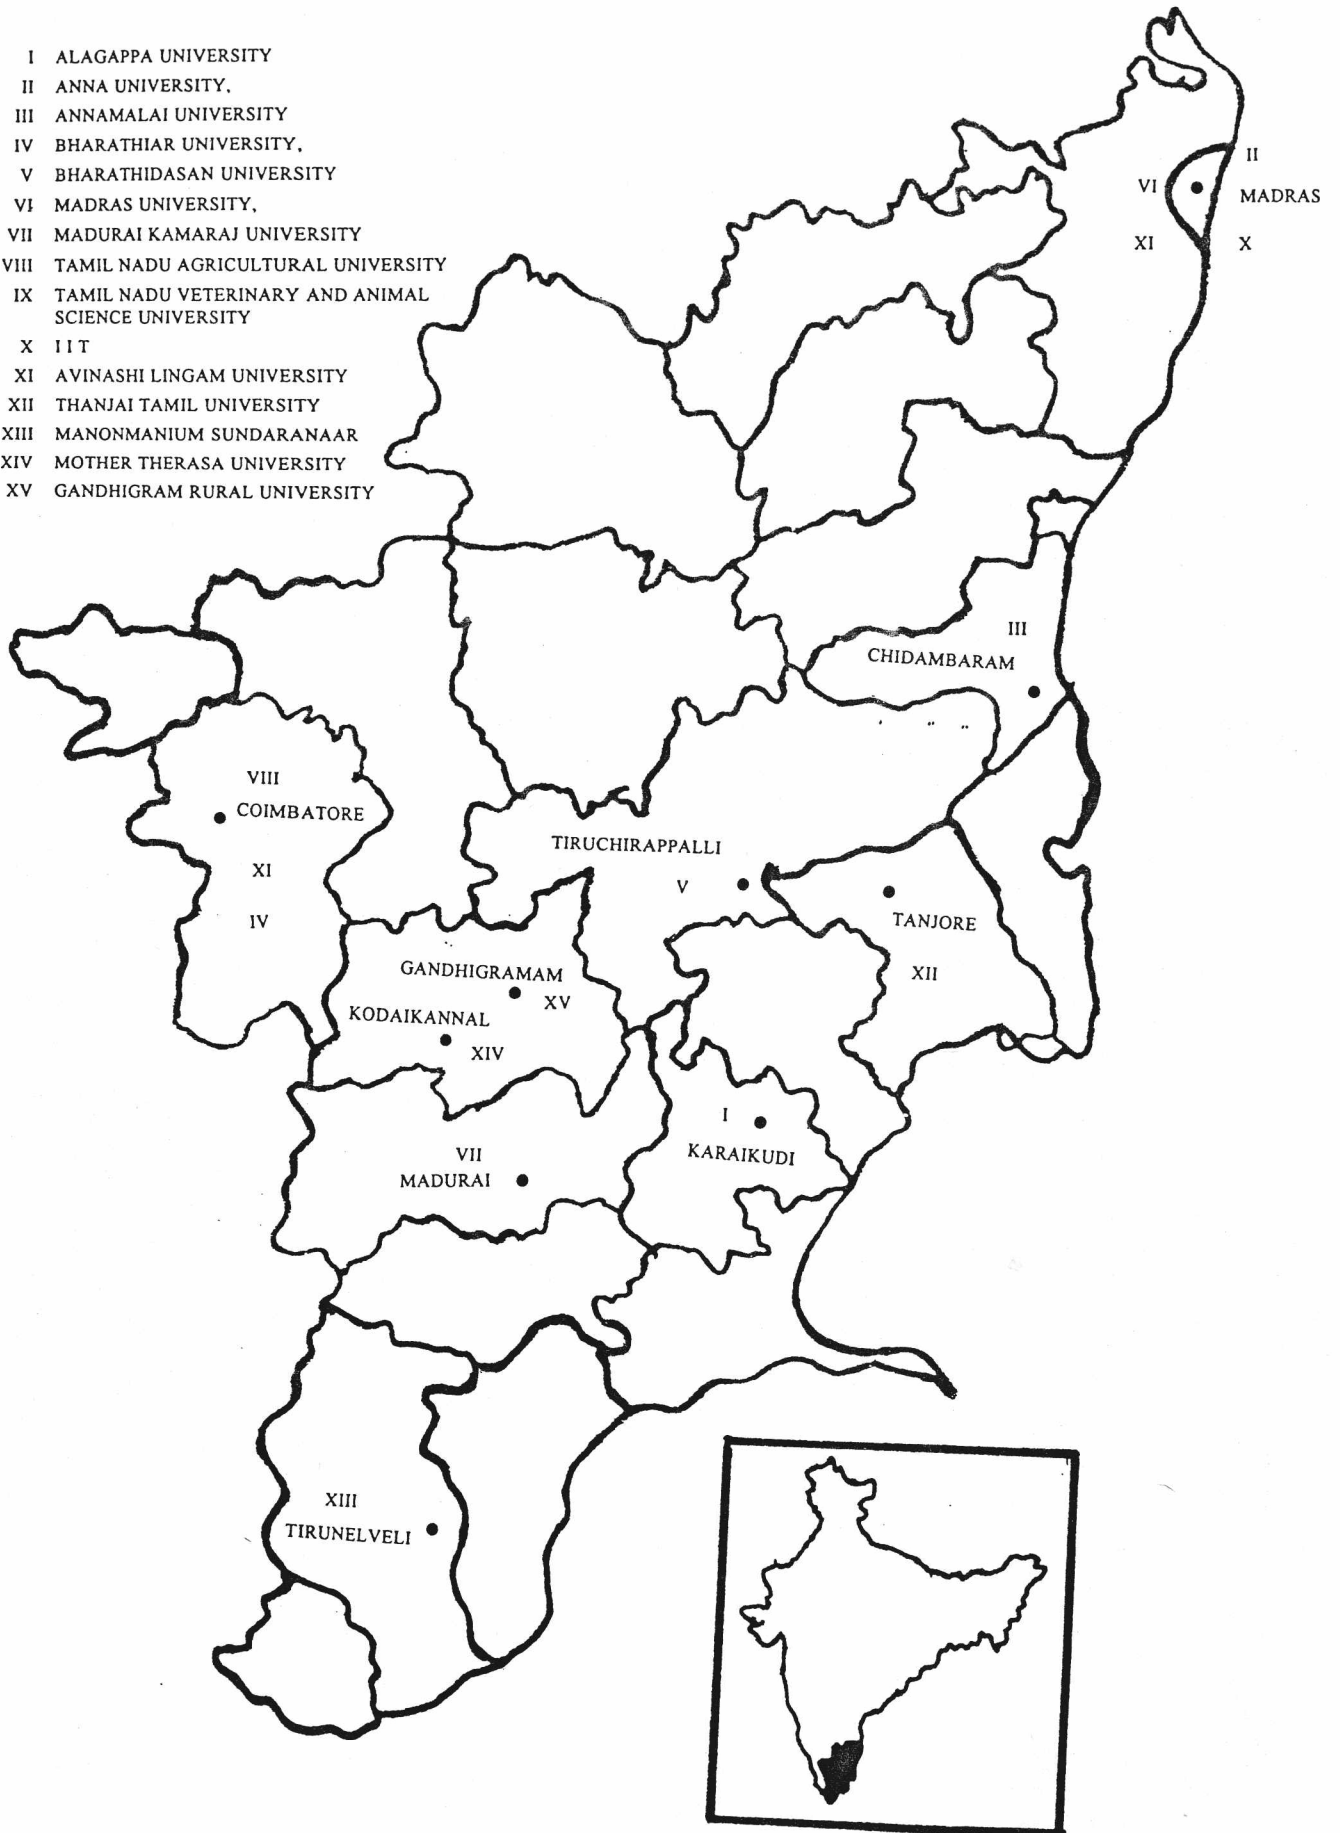 I ALAGAPPA UNIVERSITY
II ANNA UNIVERSITY,
III ANNAMALAI UNIVERSITY
IV BHARATHIAR UNIVERSITY,
V BHARATHIDASAN UNIVERSITY
VI MADRAS UNIVERSITY,
VII MADURAI KAMARAJ UNIVERSITY
VIII TAMIL NADU AGRICULTURAL UNIVERSITY
IX TAMIL NADU VETERINARY AND ANIMAL
SCIENCE UNIVERSITY
X I I T
XI AVINASHI LINGAM UNIVERSITY
XII THANJAI TAMIL UNIVERSITY
XIII MANONMANIUM SUNDARANAAR
XIV MOTHER THERASA UNIVERSITY
XV GANDHIGRAM RURAL UNIVERSITY
II
VI
MADRAS
XI
X
III
CHIDAMBARAM
VIII
COIMBATORE
XI
IV
TIRUCHIRAPPALLI
V
TANJORE
XII
GANDHIGRAMAM
XV
KODAIKANNAL
XIV
I
KARAIKUDI
VII
MADURAI
XIII
TIRUNELVELI